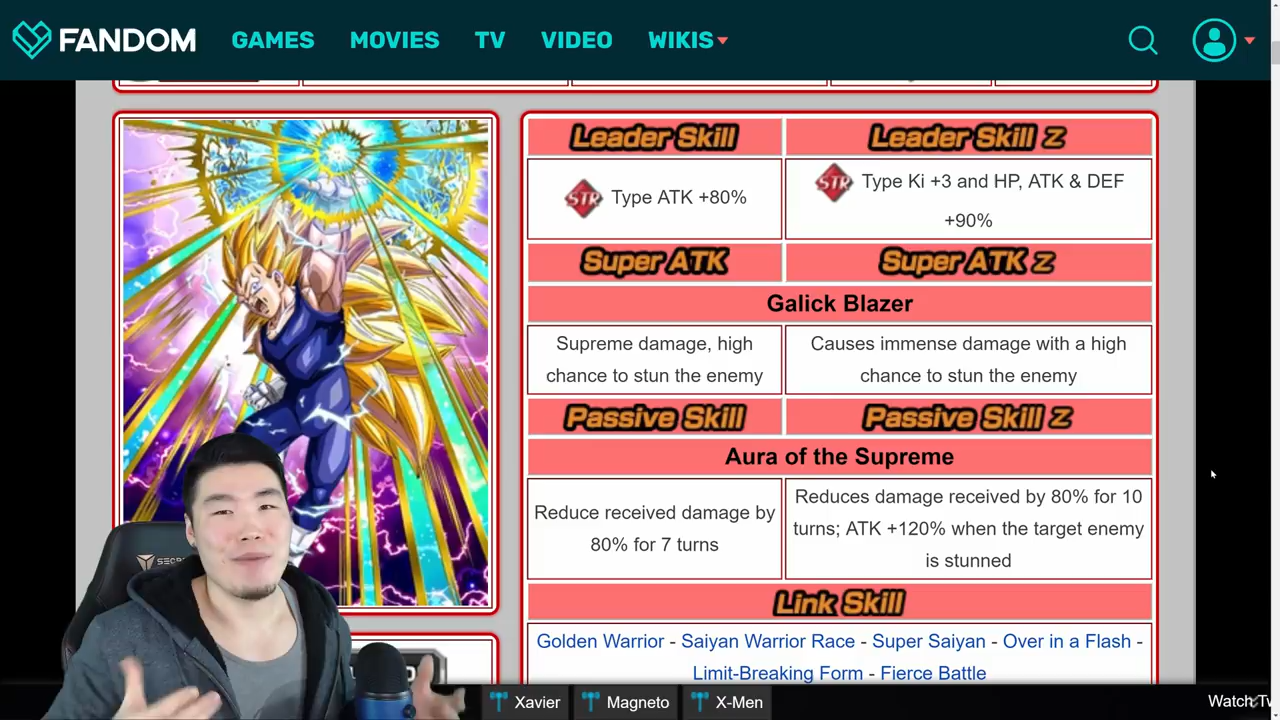 FANDOM GAMES MOVIES TV VIDEO WIKIS
Leader Skill
Leader Skill Z
STR Type ATK +80%
STR Type Ki +3 and HP, ATK & DEF
+90%
Super ATK
Super ATK Z
Galick Blazer
Supreme damage, high
chance to stun the enemy
Causes immense damage with a high
chance to stun the enemy
Passive Skill
Passive Skill Z
Aura of the Supreme
Reduce received damage by
80% for 7 turns
Reduces damage received by 80% for 10
turns; ATK +120% when the target enemy
is stunned
Link Skill
Golden Warrior - Saiyan Warrior Race - Super Saiyan - Over in a Flash -
Limit-Breaking Form - Fierce Battle
Xavier Magneto X-Men
Watch